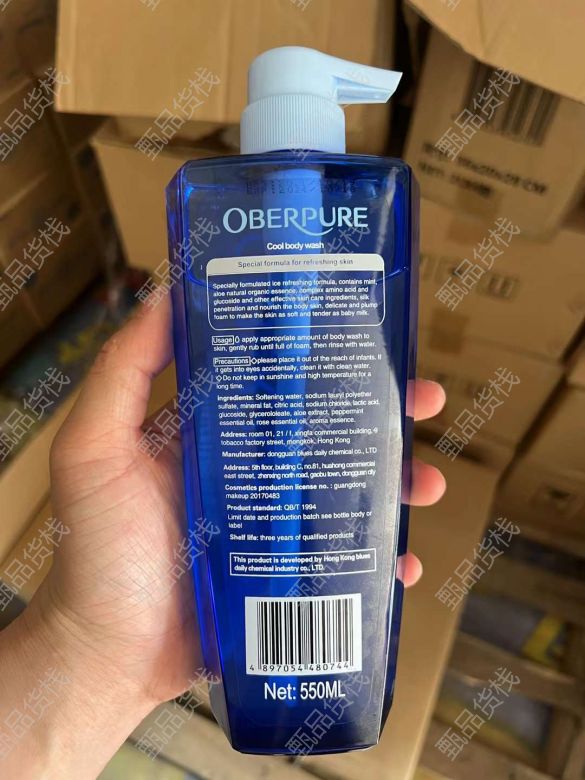 OBERPURE
Cool body wash
Special formula for refreshing skin
Specially formulated ice refreshing formula, contains mint,
aloe natural organic essence, complex amino acid and
glucoside and other effective skin care ingredients, silk
penetration and nourish the body skin, delicate and plump
foam to make the skin as soft and tender as baby milk.
Usage ◊ apply appropriate amount of body wash to
skin, gently rub until full of foam, then rinse with water.
Precautions ◊please place it out of the reach of infants. If
it gets into eyes accidentally, clean it with clean water.
◊Do not keep in sunshine and high temperature for a
long time.
Ingredients: Softening water, sodium lauryl polyether
sulfate, mineral fat, citric acid, sodium chloride, lactic acid,
glucoside, glycerololeate, aloe extract, peppermint
essential oil, rose essential oil, aroma essence.
Address: room 01, 21 / f, xingfa commercial building, 9
tobacco factory street, mongkok, Hong Kong
Manufacturer: dongguan blues daily chemical co., LTD
Address: 5th floor, building C, no.81, huahong commercial
east street, zhenxing north road, gaobu town, dongguan city
Cosmetics production license no. : guangdong
makeup 20170483
Product standard: QB/T 1994
Limit date and production batch see bottle body or
label
Shelf life: three years of qualified products
This product is developed by Hong Kong blues
daily chemical industry co., LTD.
4 897054 480744
Net: 550ML
甄品货栈